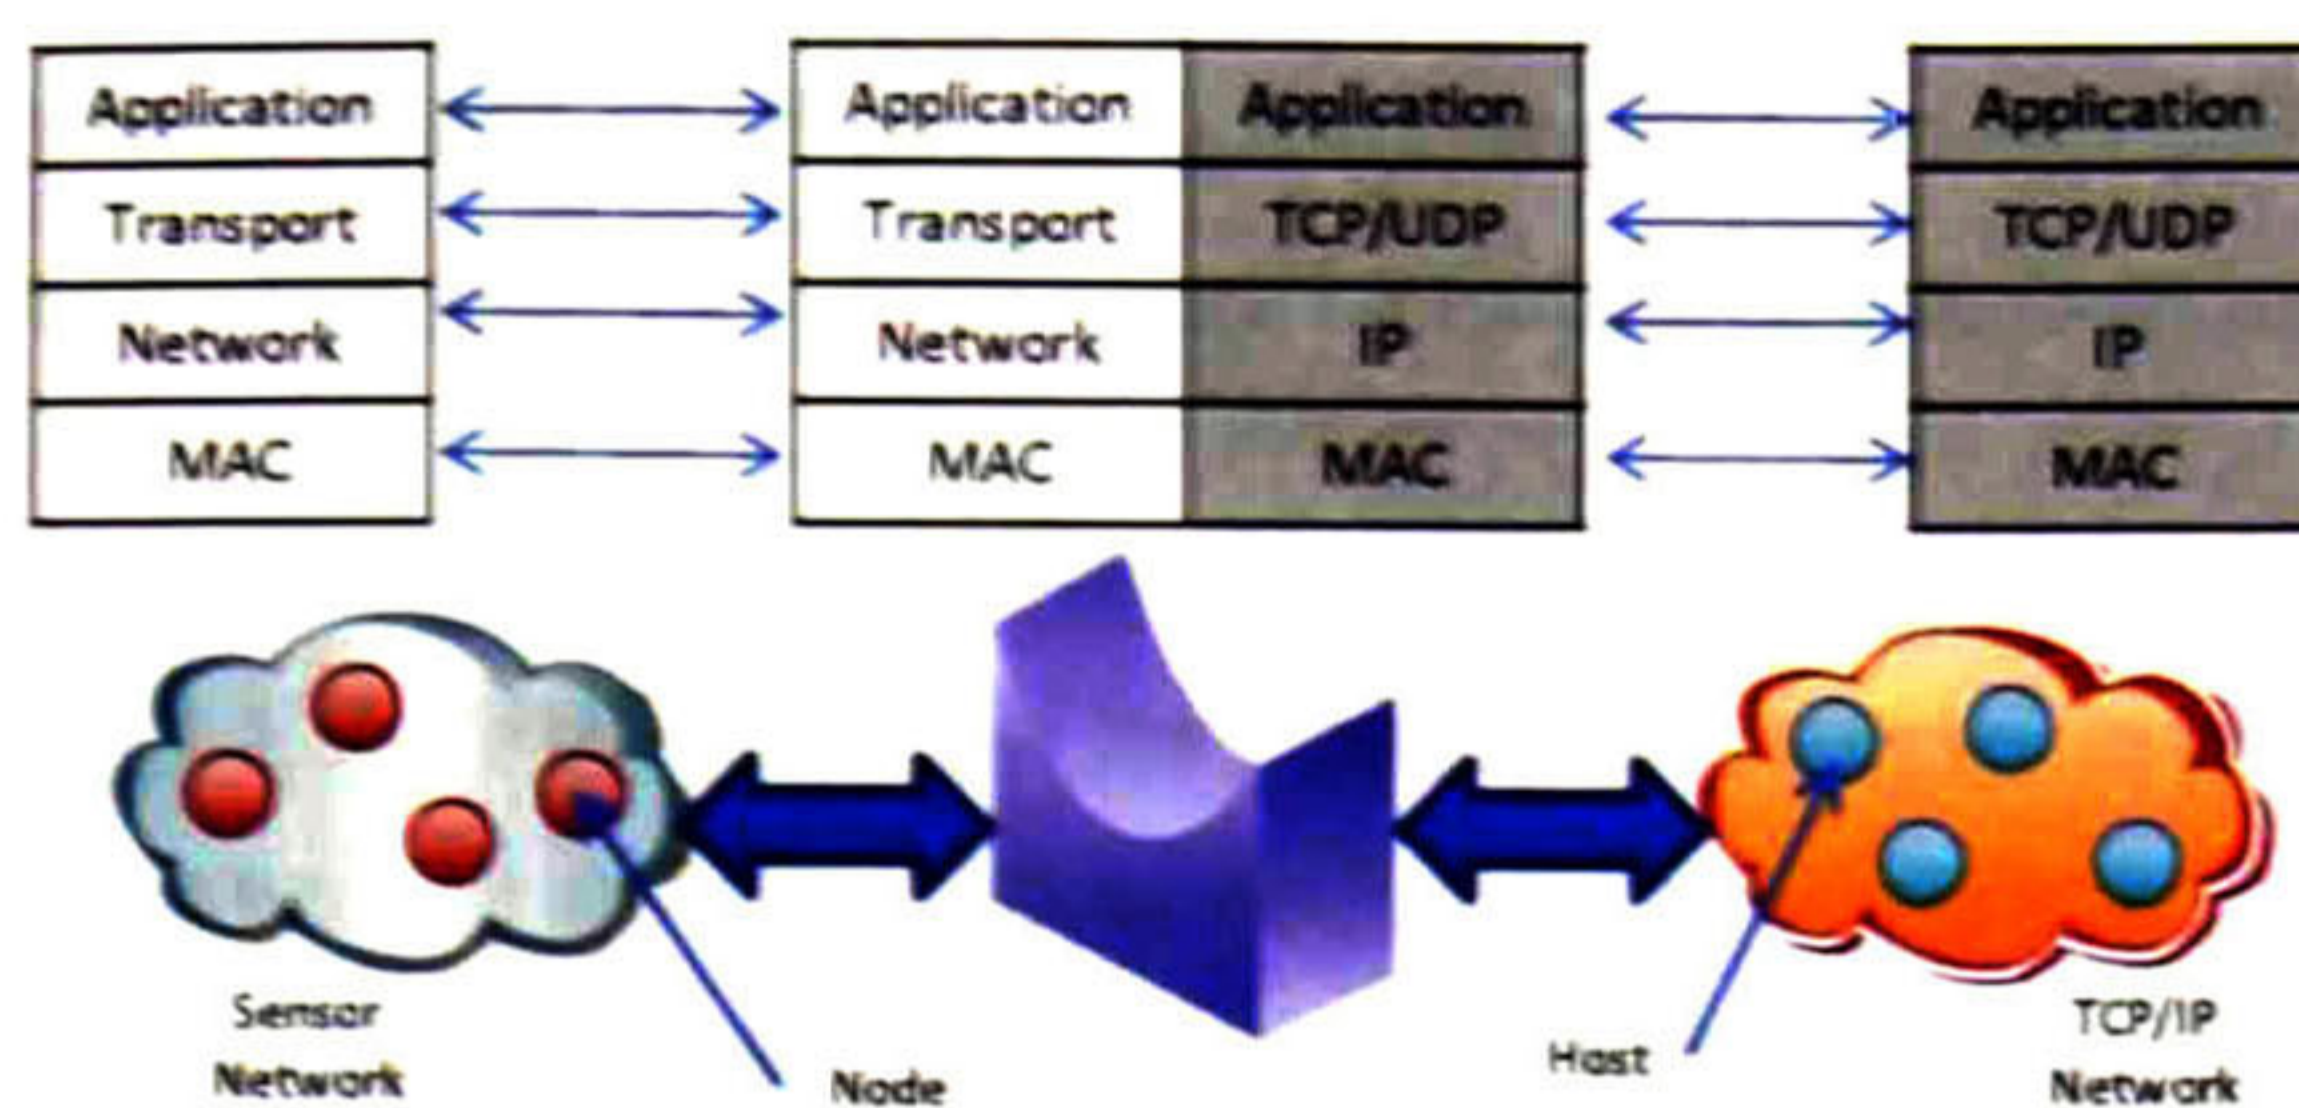 Application Application Application Application
Transport Transport TCP/UDP TCP/UDP
Network Network IP IP
MAC MAC MAC MAC
Sensor
Network
Node
Host
TCP/IP
Network